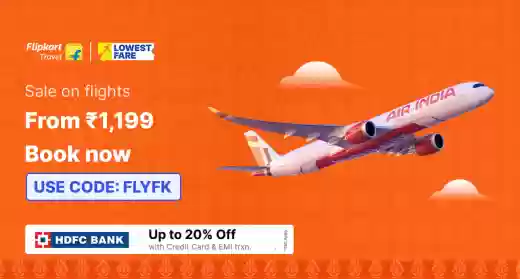 Flipkart
Travel
LOWEST
FARE
Sale on flights
From ₹1,199
Book now
USE CODE: FLYFK
AIR INDIA
HDFC BANK
Up to 20% Off
with Credit Card & EMI trxn.